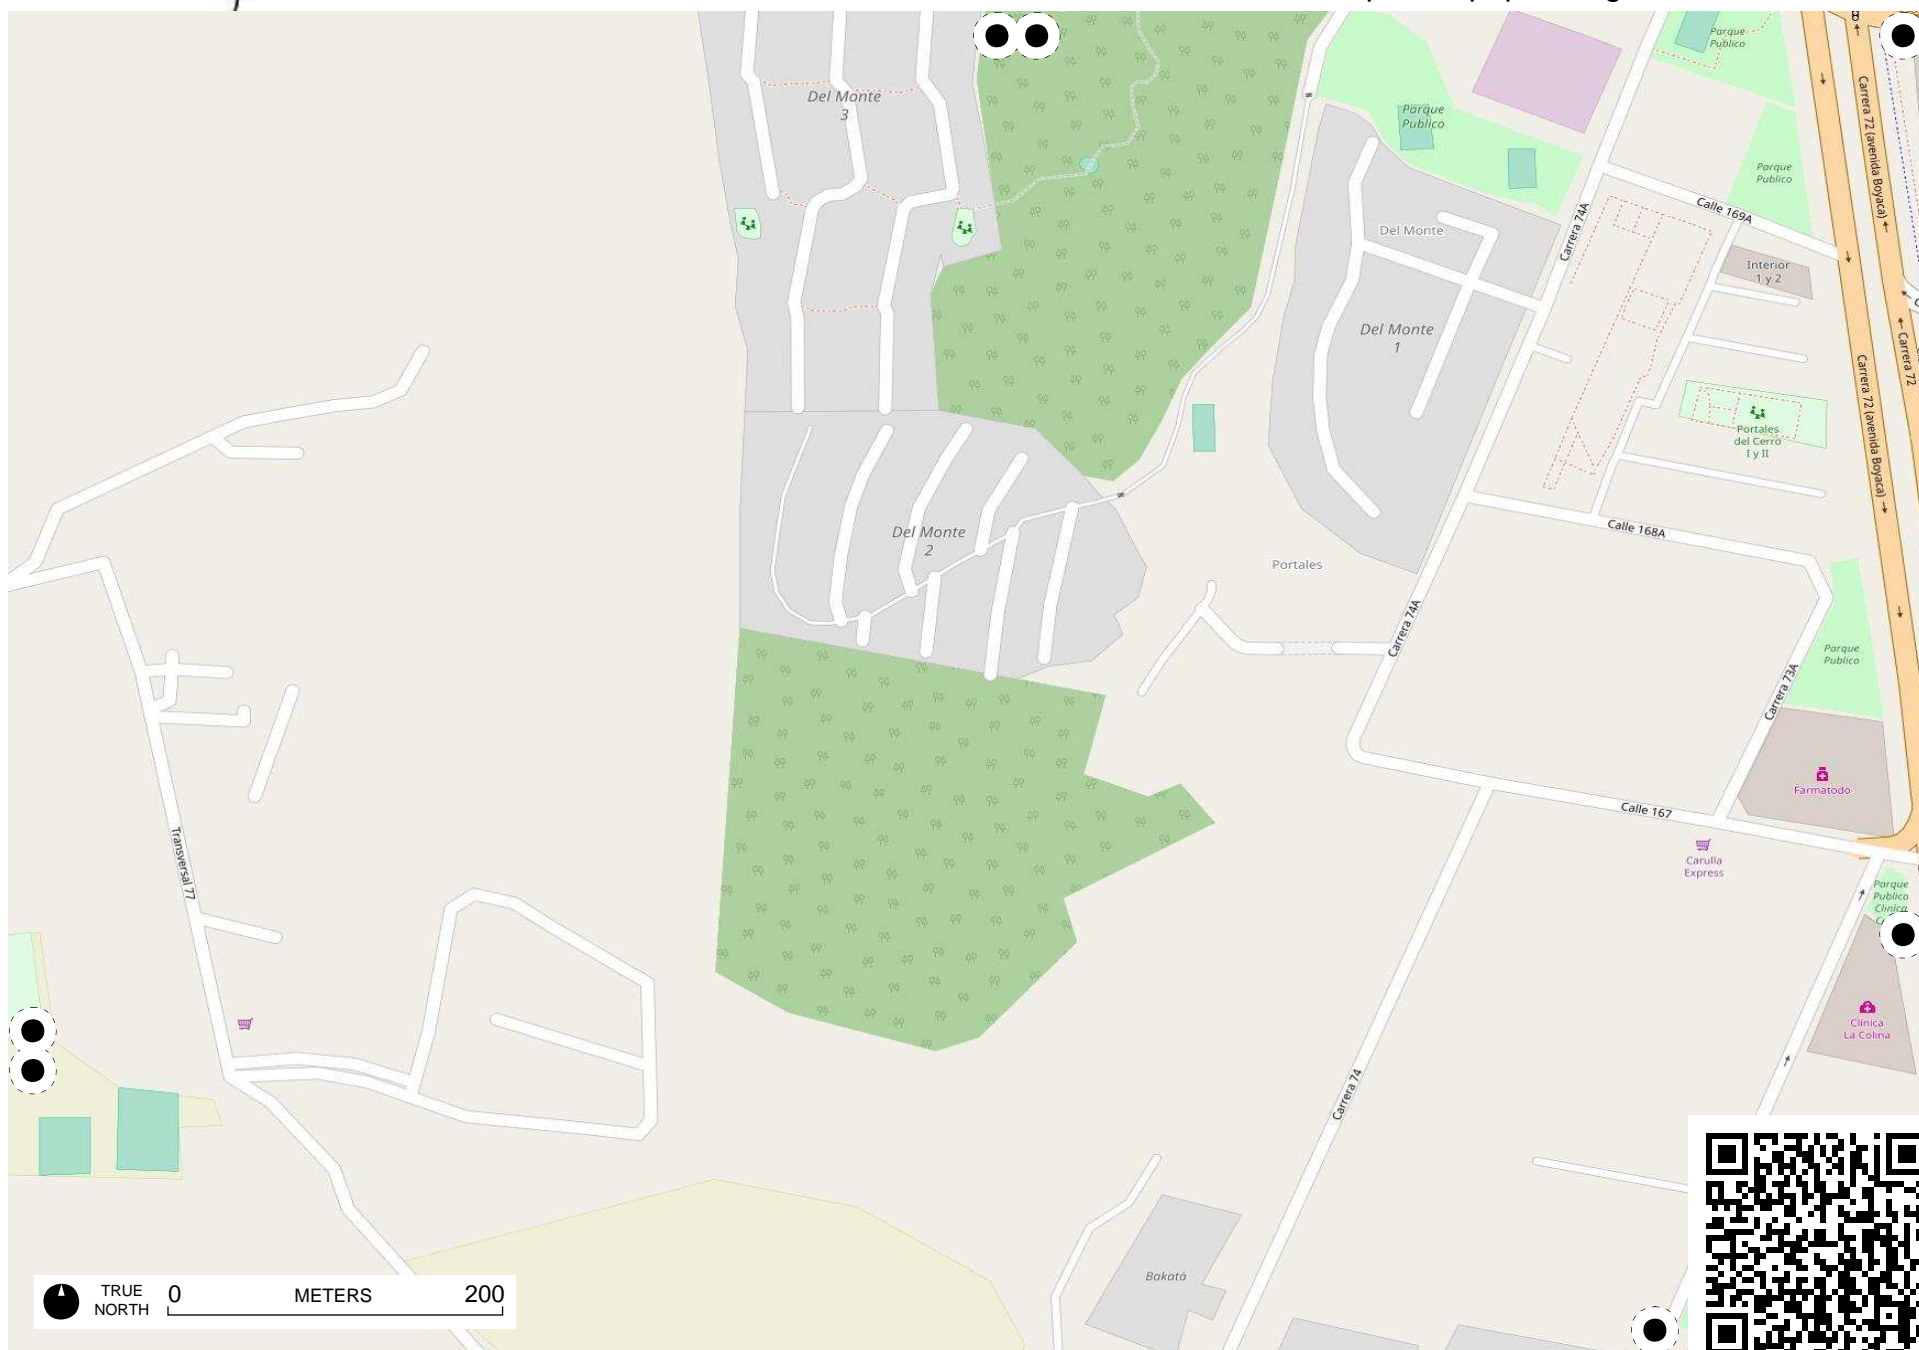 Parque
Publico
Carrera 72 (avenida Boyaca)
Del Monte
3
Parque
Publico
Parque
Publico
Calle 169A
Carrera 74A
Del Monte
Interior
1 y 2
Del Monte
1
Carrera 72
Carrera 72 (avenida Boyaca)
Portales
del Cerro
I y II
Del Monte
2
Calle 168A
Portales
Carrera 74A
Parque
Publico
Carrera 73A
Farmatodo
Calle 167
Transversal 77
Carulla
Express
Parque
Publico
Clinica
Clínica
La Colina
Carrera 74
Bakatá
TRUE
NORTH
0 METERS 200